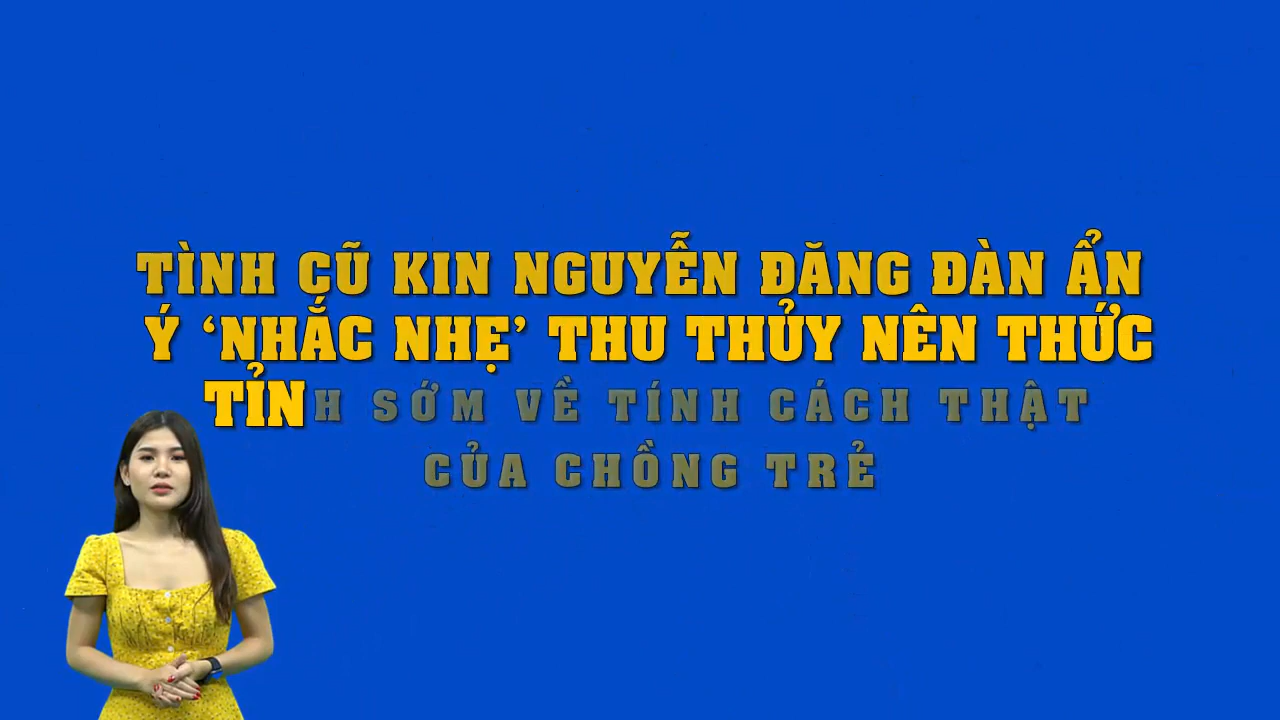 TÌNH CŨ KIN NGUYỄN ĐĂNG ĐÀN ẨN
Ý ‘NHẮC NHẸ’ THU THỦY NÊN THỨC
TỈNH SỚM VỀ TÍNH CÁCH THẬT
CỦA CHỒNG TRẺ